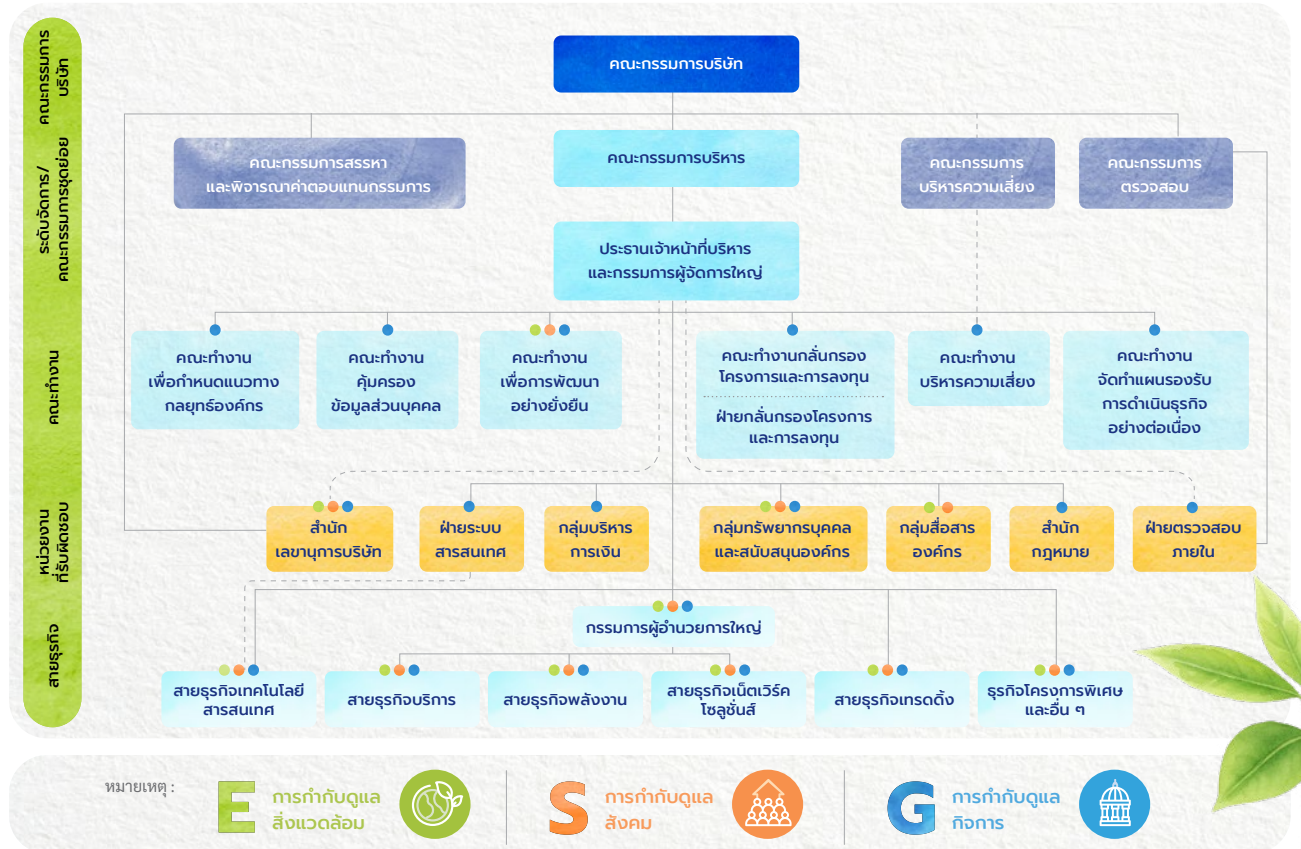 คณะกรรมการ
บริษัท
คณะกรรมการบริษัท
ระดับจัดการ/
คณะกรรมการชุดย่อย
คณะกรรมการสรรหา
และพิจารณาค่าตอบแทนกรรมการ
คณะกรรมการบริหาร
คณะกรรมการ
บริหารความเสี่ยง
คณะกรรมการ
ตรวจสอบ
ประธานเจ้าหน้าที่บริหาร
และกรรมการผู้จัดการใหญ่
คณะทำงาน
คณะทำงาน
เพื่อกำหนดแนวทาง
กลยุทธ์องค์กร
คณะทำงาน
คุ้มครอง
ข้อมูลส่วนบุคคล
คณะทำงาน
เพื่อการพัฒนา
อย่างยั่งยืน
คณะทำงานกลั่นกรอง
โครงการและการลงทุน
ฝ่ายกลั่นกรองโครงการ
และการลงทุน
คณะทำงาน
บริหารความเสี่ยง
คณะทำงาน
จัดทำแผนรองรับ
การดำเนินธุรกิจ
อย่างต่อเนื่อง
หน่วยงาน
ที่รับผิดชอบ
สำนัก
เลขานุการบริษัท
ฝ่ายระบบ
สารสนเทศ
กลุ่มบริหาร
การเงิน
กลุ่มทรัพยากรบุคคล
และสนับสนุนองค์กร
กลุ่มสื่อสาร
องค์กร
สำนัก
กฎหมาย
ฝ่ายตรวจสอบ
ภายใน
สายธุรกิจ
กรรมการผู้อำนวยการใหญ่
สายธุรกิจเทคโนโลยี
สารสนเทศ
สายธุรกิจบริการ
สายธุรกิจพลังงาน
สายธุรกิจเน็ตเวิร์ค
โซลูชั่นส์
สายธุรกิจเทรดดิ้ง
ธุรกิจโครงการพิเศษ
และอื่น ๆ
หมายเหตุ :
E
การกำกับดูแล
สิ่งแวดล้อม
S
การกำกับดูแล
สังคม
G
การกำกับดูแล
กิจการ